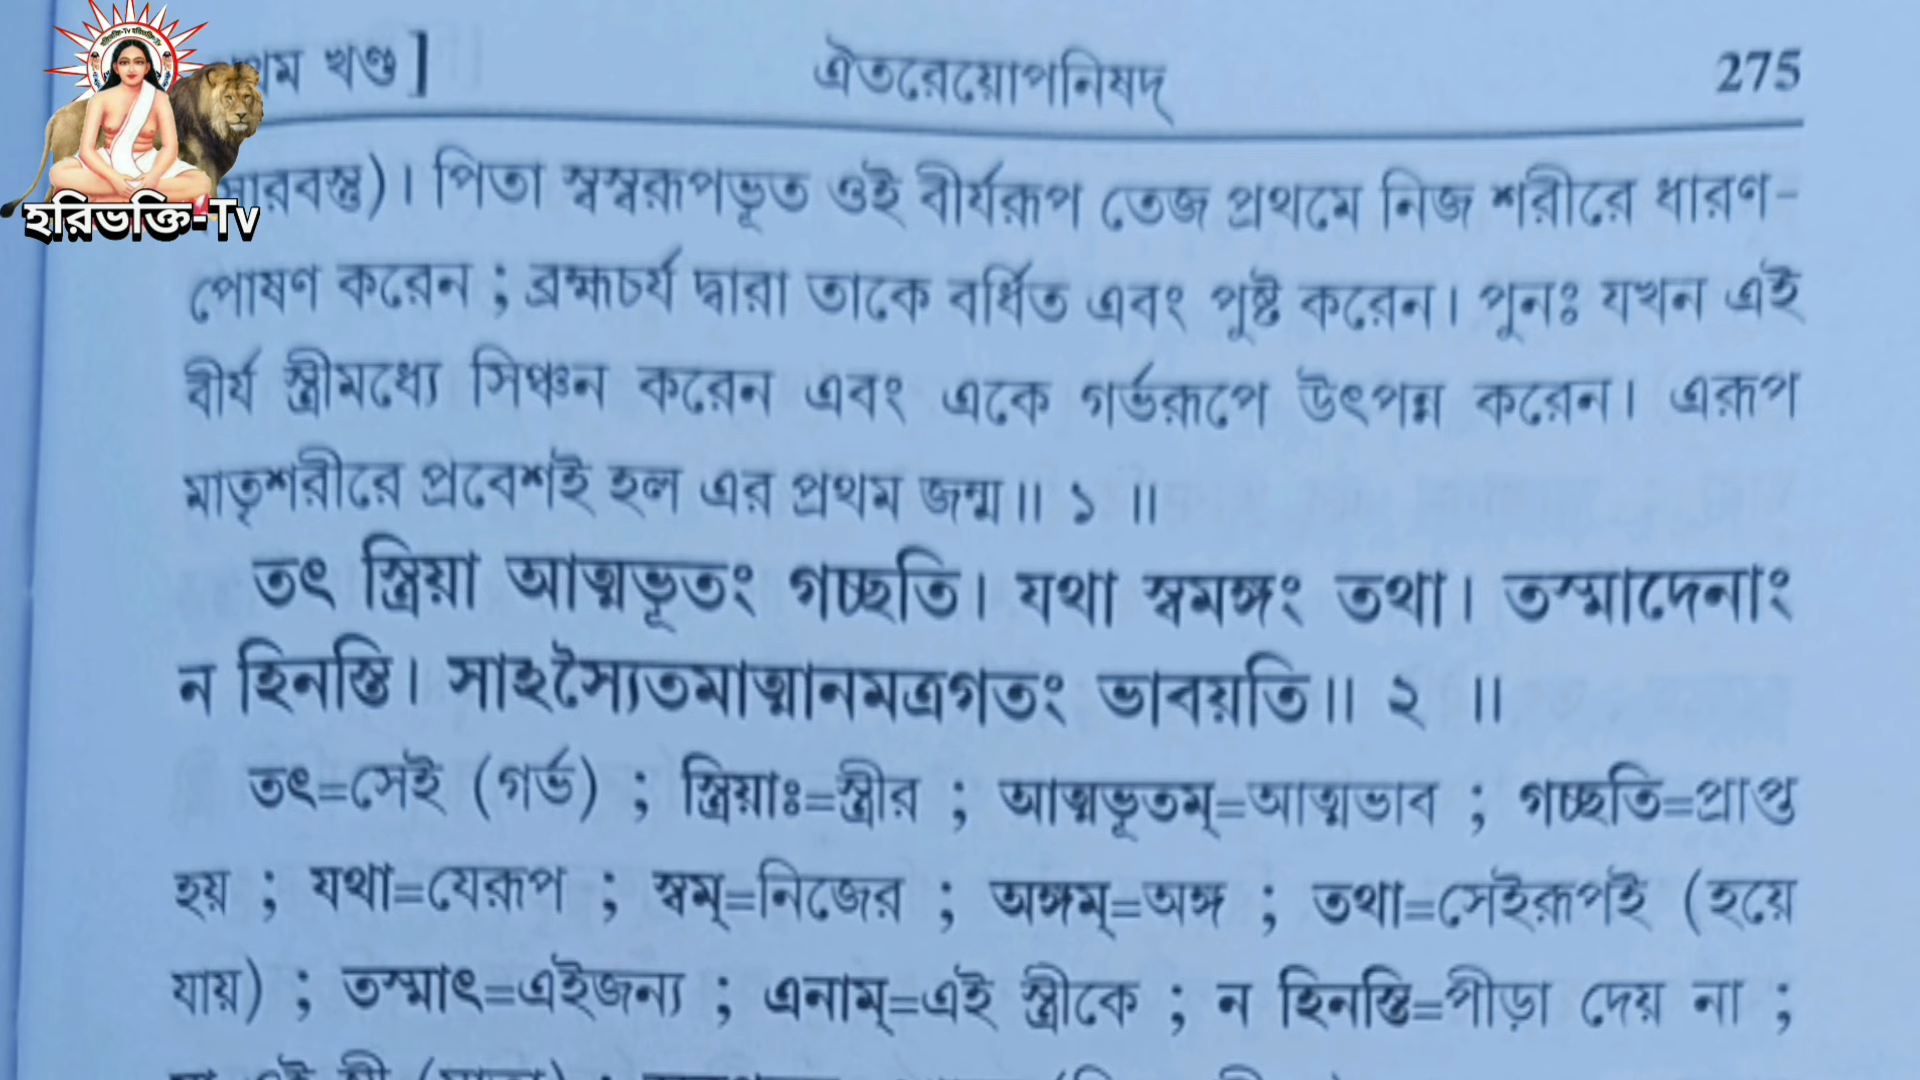 খণ্ড]
ঐতরেয়োপনিষদ্
275
হরিভক্তি-Tv
সারবস্তু)। পিতা স্বস্বরূপভূত ওই বীর্যরূপ তেজ প্রথমে নিজ শরীরে ধারণ-
পোষণ করেন ; ব্রহ্মচর্য দ্বারা তাকে বর্ধিত এবং পুষ্ট করেন। পুনঃ যখন এই
বীর্য স্ত্রীমধ্যে সিঞ্চন করেন এবং একে গর্ভরূপে উৎপন্ন করেন। এরূপ
মাতৃশরীরে প্রবেশই হল এর প্রথম জন্ম॥ ১ ॥
তৎ স্ত্রিয়া আত্মভূতং গচ্ছতি। যথা স্বমঙ্গং তথা। তস্মাদেনাং
ন হিনস্তি। সাহস্যৈতমাত্মানমত্রগতং ভাবয়তি॥ ২ ॥
তৎ=সেই (গর্ভ) ; স্ত্রিয়াঃ=স্ত্রীর ; আত্মভূতম্=আত্মভাব ; গচ্ছতি=প্রাপ্ত
হয় ; যথা=যেরূপ ; স্বম্=নিজের ; অঙ্গম্=অঙ্গ ; তথা=সেইরূপই (হয়ে
যায়) ; তস্মাৎ=এইজন্য ; এনাম্=এই স্ত্রীকে ; ন হিনস্তি=পীড়া দেয় না ;